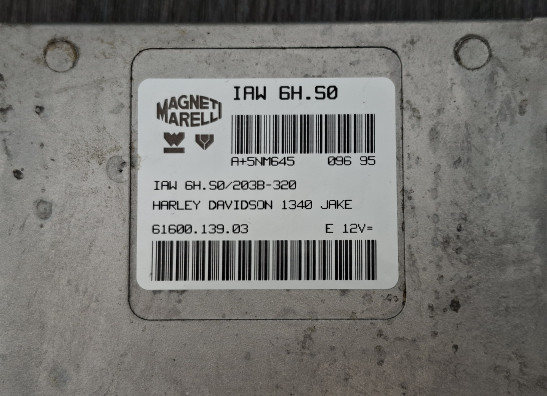 IAW 6H.S0
MAGNETI
MARELLI
A+5NM645 096 95
IAW 6H.S0/203B-320
HARLEY DAVIDSON 1340 JAKE
61600.139.03 E 12V=